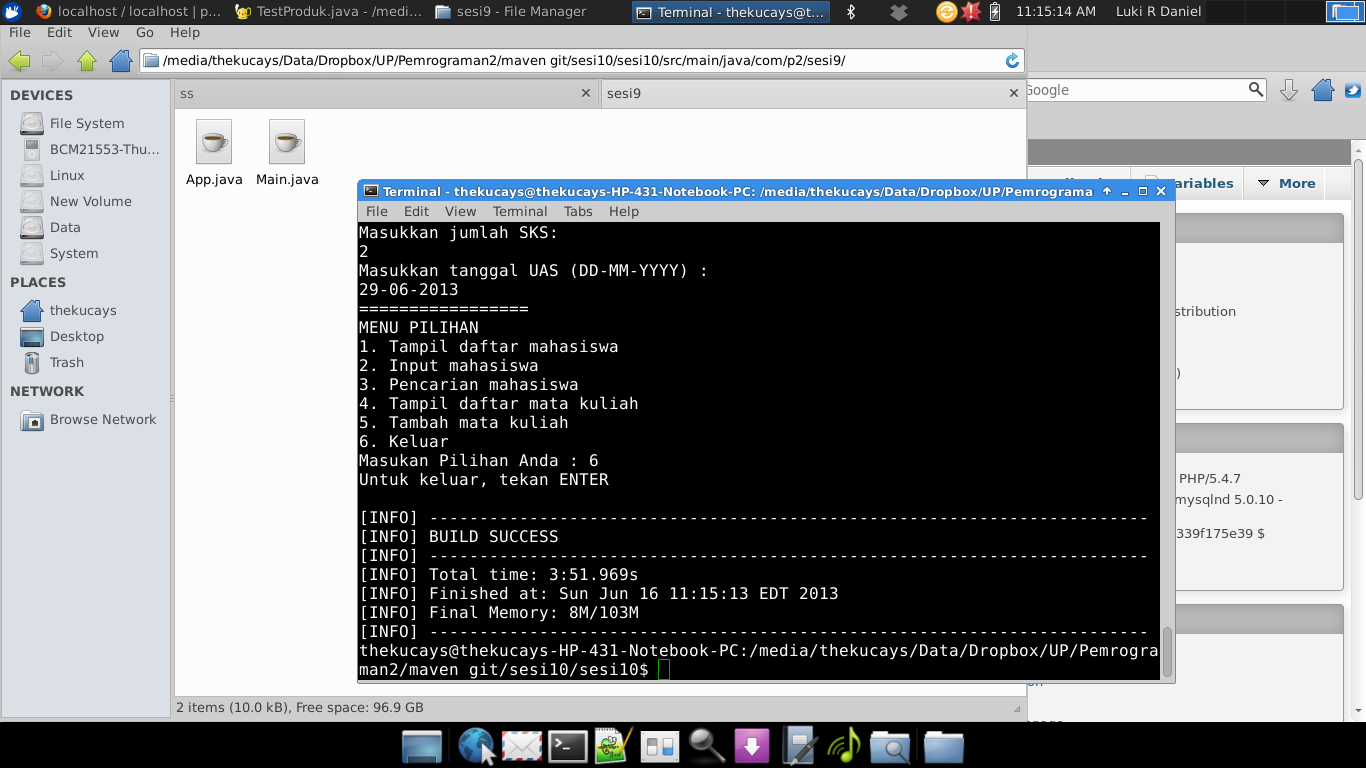 localhost / localhost | p...
TestProduk.java - /medi...
sesi9 - File Manager
Terminal - thekucays@t...
11:15:14 AM
Luki R Daniel
File Edit View Go Help
/media/thekucays/Data/Dropbox/UP/Pemrograman2/maven git/sesi10/sesi10/src/main/java/com/p2/sesi9/
Google
DEVICES
File System
BCM21553-Thu...
Linux
New Volume
Data
System
PLACES
thekucays
Desktop
Trash
NETWORK
Browse Network
ss
sesi9
App.java
Main.java
2 items (10.0 kB), Free space: 96.9 GB
Terminal - thekucays@thekucays-HP-431-Notebook-PC: /media/thekucays/Data/Dropbox/UP/Pemrograma
File Edit View Terminal Tabs Help
Masukkan jumlah SKS:
2
Masukkan tanggal UAS (DD-MM-YYYY) :
29-06-2013
=================
MENU PILIHAN
1. Tampil daftar mahasiswa
2. Input mahasiswa
3. Pencarian mahasiswa
4. Tampil daftar mata kuliah
5. Tambah mata kuliah
6. Keluar
Masukan Pilihan Anda : 6
Untuk keluar, tekan ENTER
[INFO] ------------------------------------------------------------------------
[INFO] BUILD SUCCESS
[INFO] ------------------------------------------------------------------------
[INFO] Total time: 3:51.969s
[INFO] Finished at: Sun Jun 16 11:15:13 EDT 2013
[INFO] Final Memory: 8M/103M
[INFO] ------------------------------------------------------------------------
thekucays@thekucays-HP-431-Notebook-PC:/media/thekucays/Data/Dropbox/UP/Pemrogra
man2/maven git/sesi10/sesi10$
ariables
More
stribution
)
PHP/5.4.7
mysqlnd 5.0.10 -
339f175e39 $